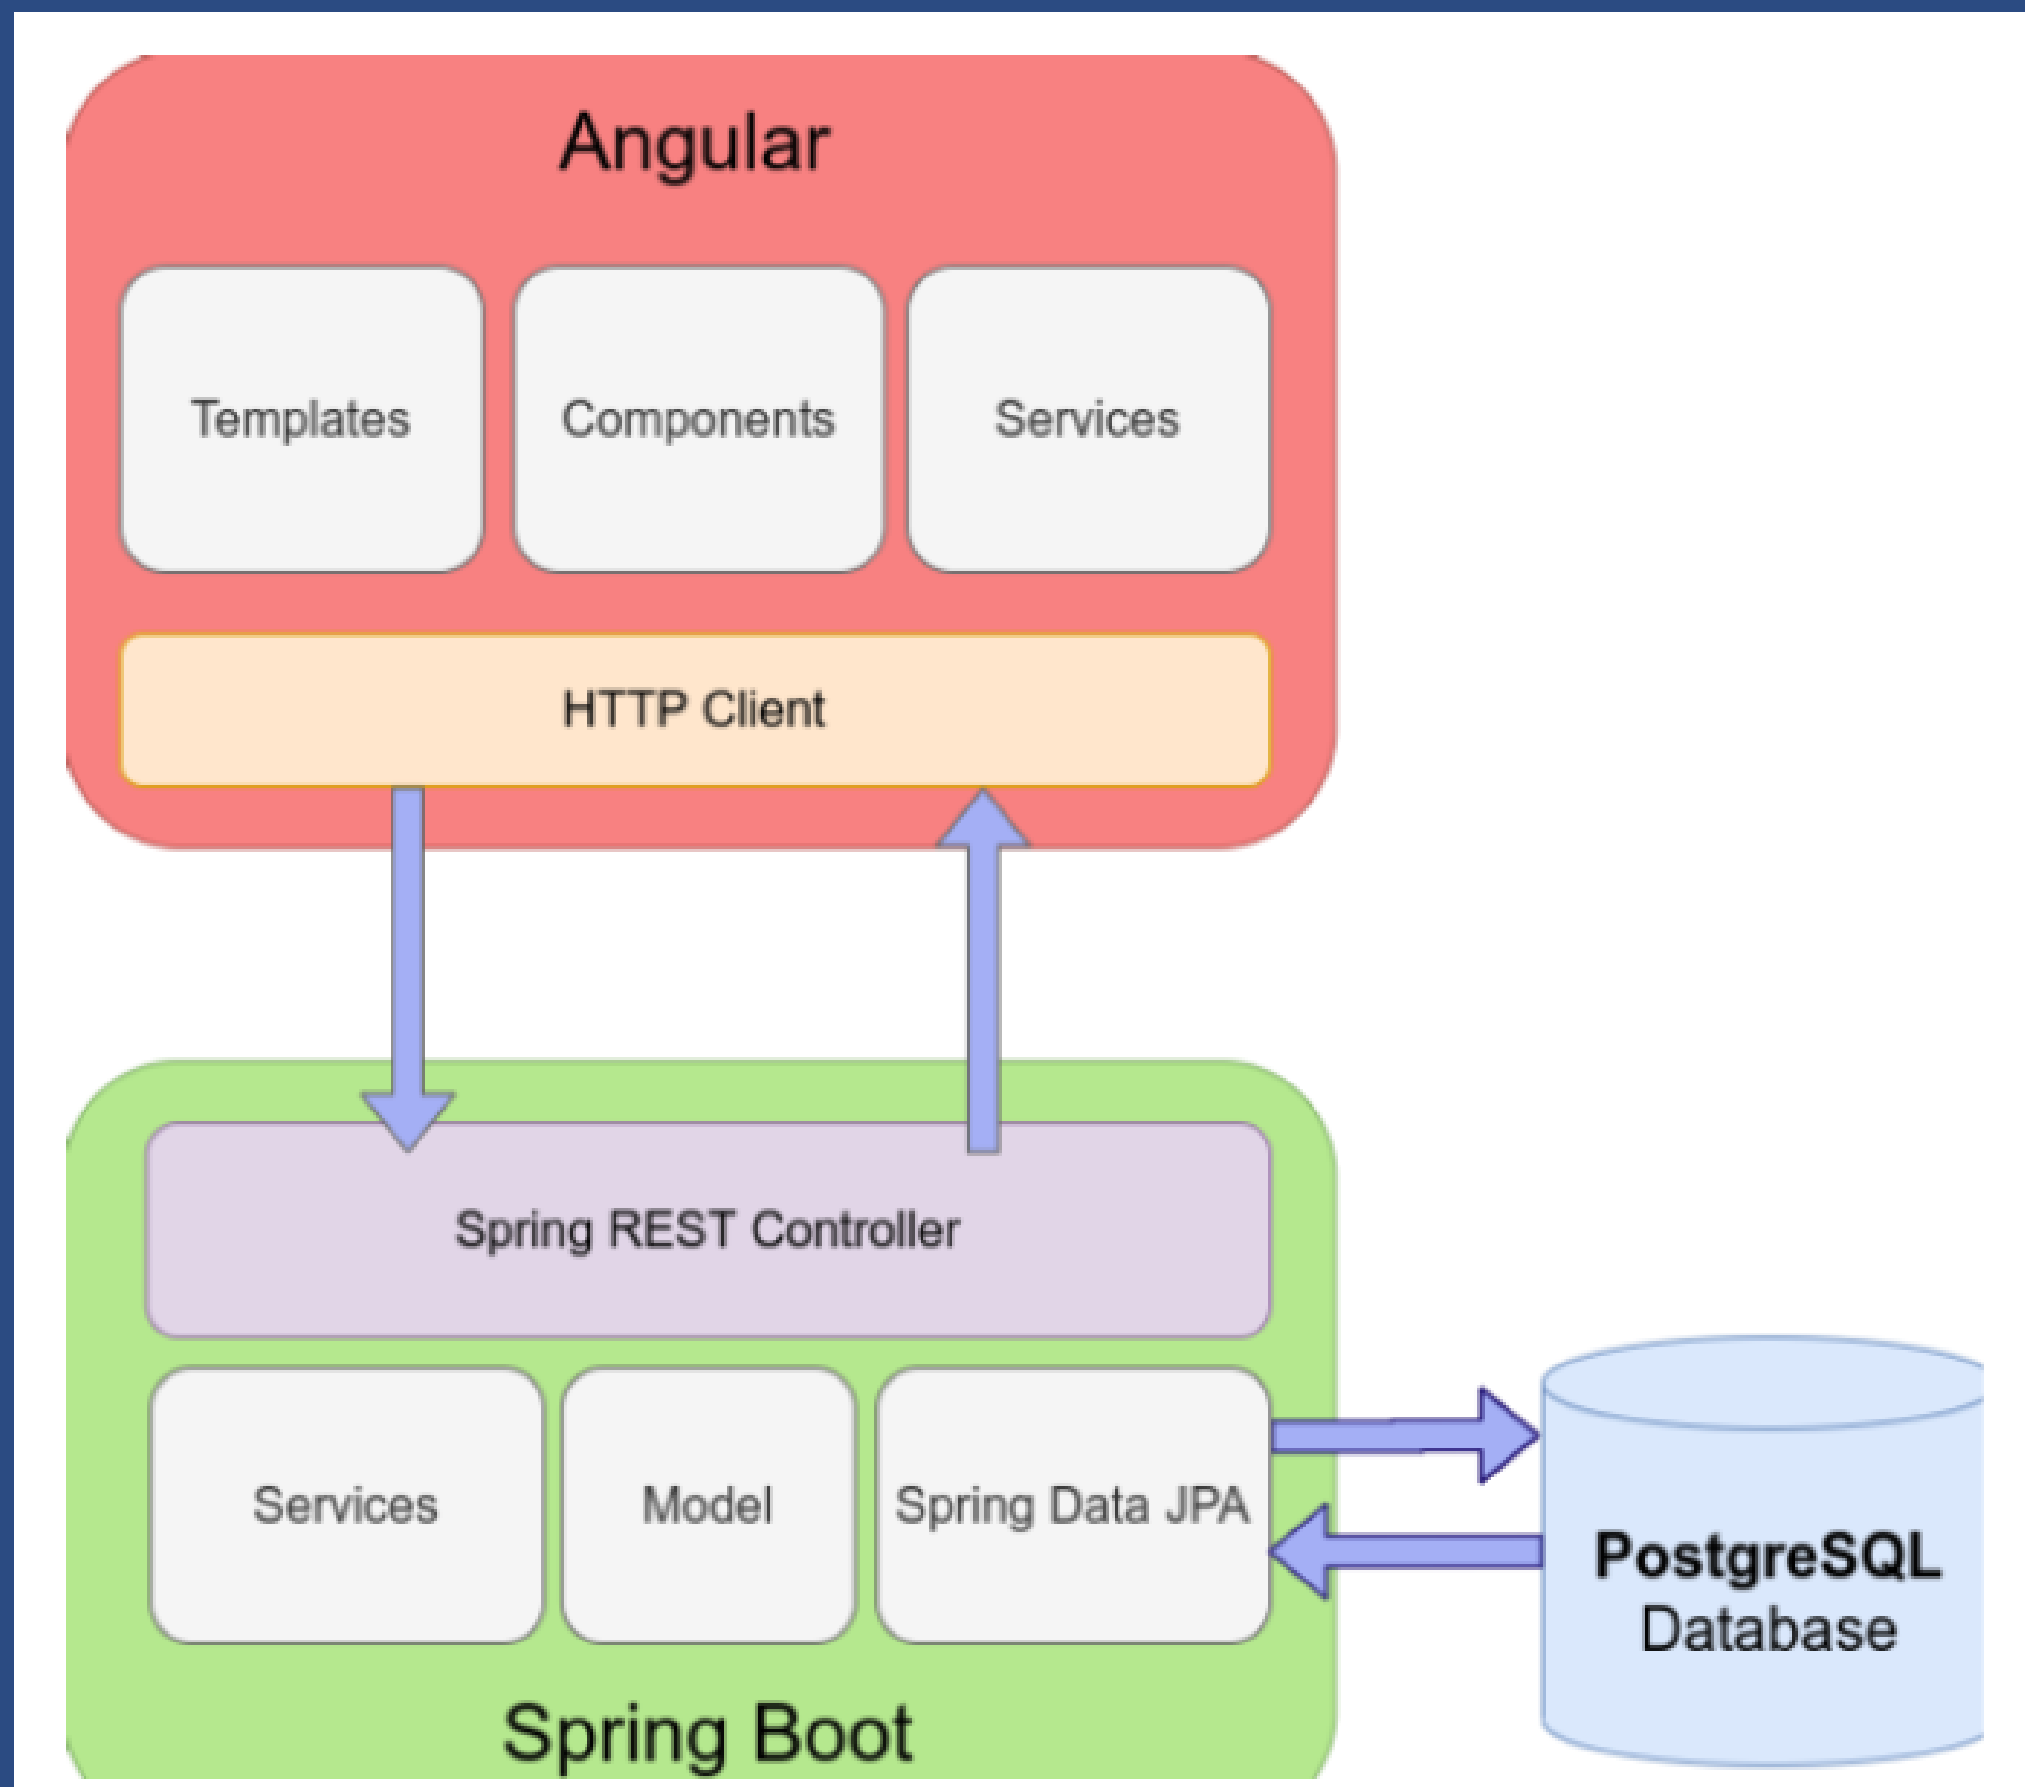 Angular
Templates
Components
Services
HTTP Client
Spring REST Controller
Services
Model
Spring Data JPA
PostgreSQL
Database
Spring Boot